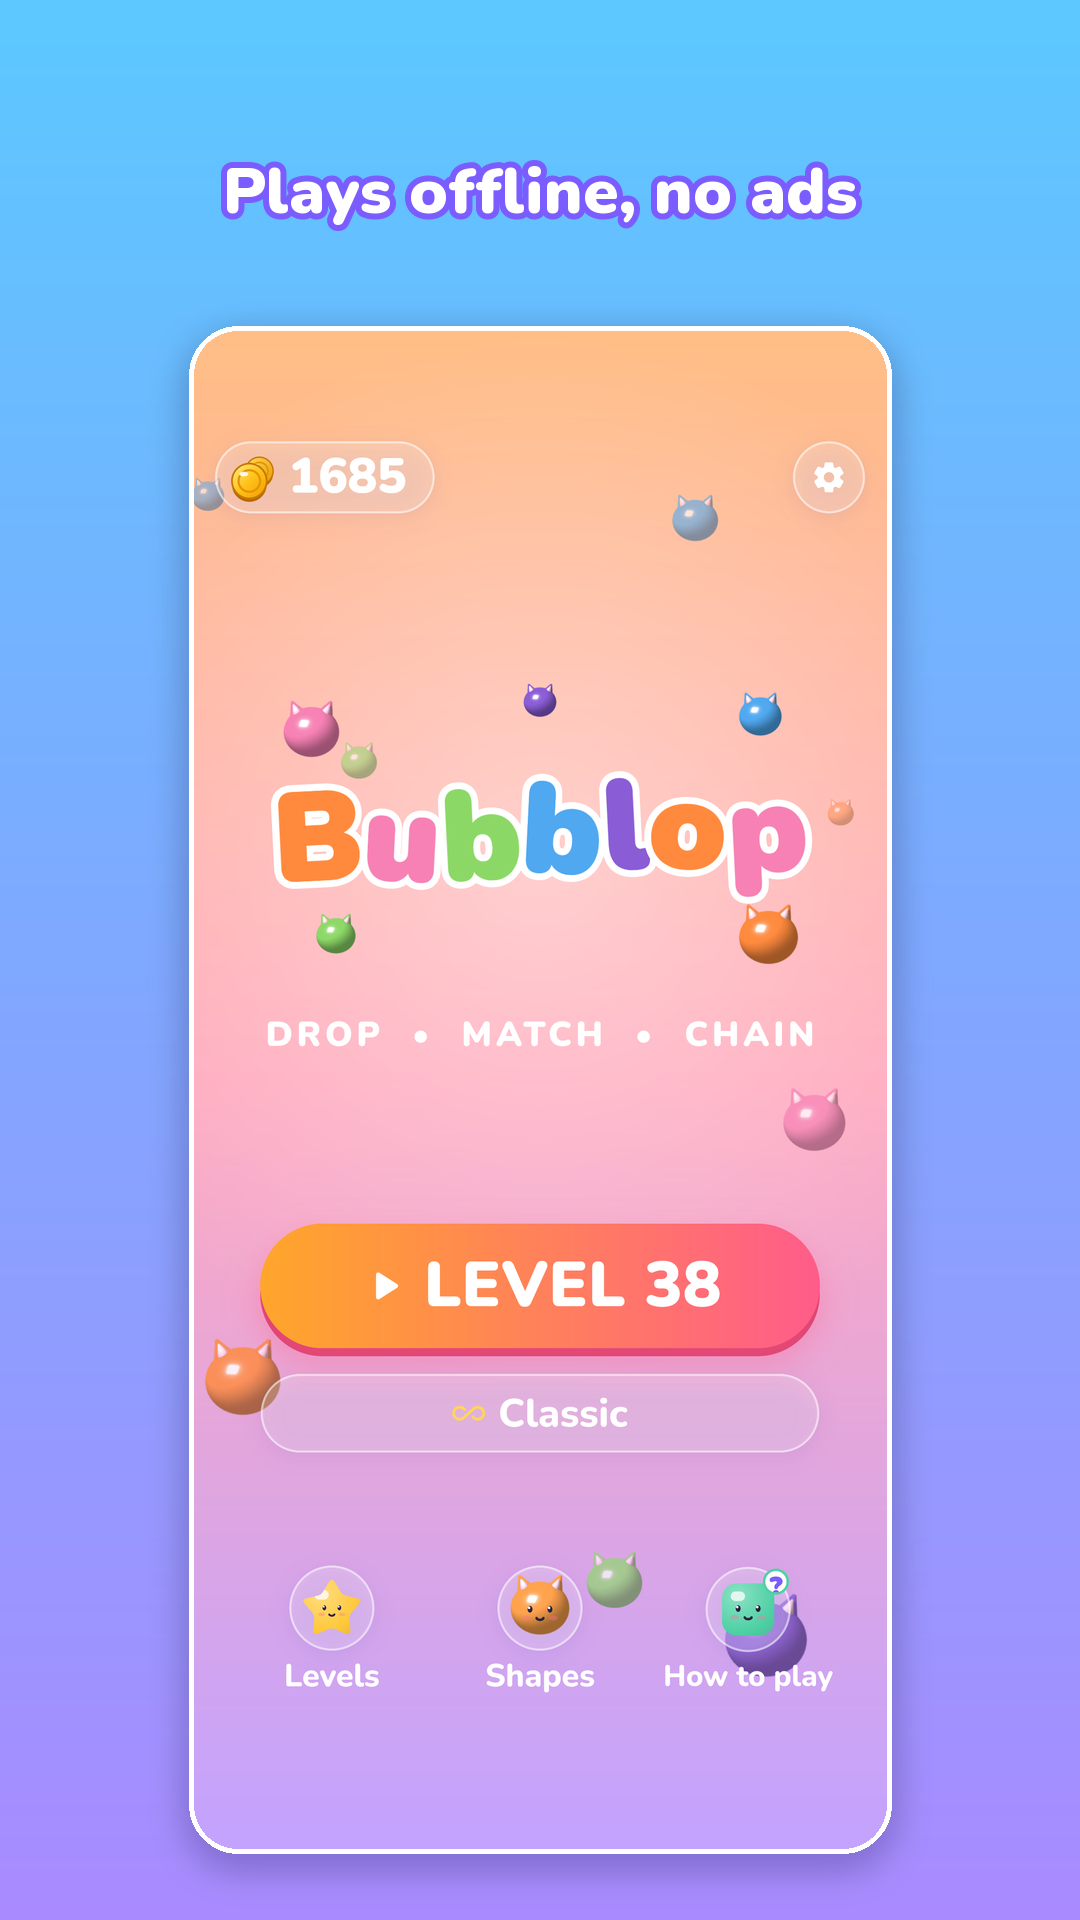 Plays offline, no ads
1685
Bubblop
DROP • MATCH • CHAIN
LEVEL 38
Classic
?
Levels Shapes How to play